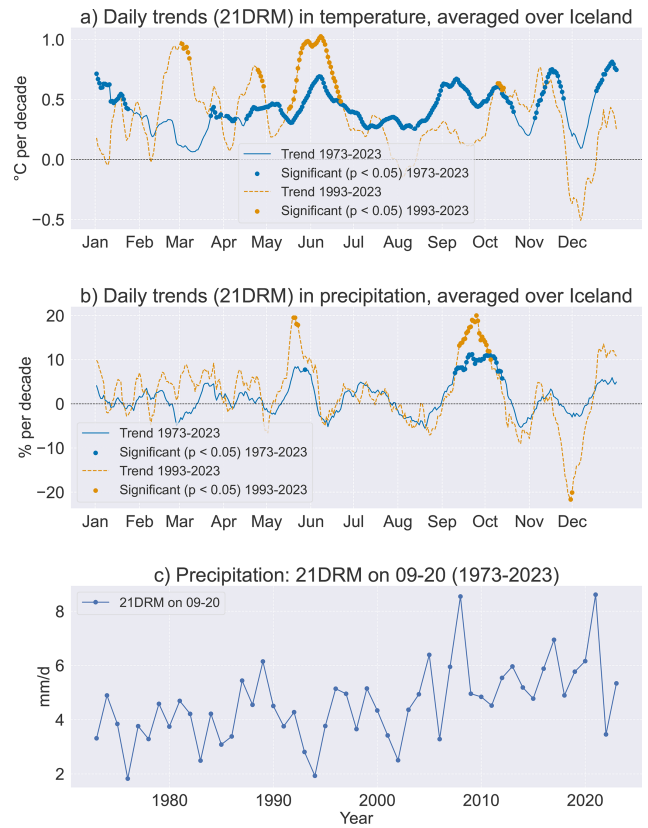 a) Daily trends (21DRM) in temperature, averaged over Iceland
1.0
0.5
0.0
−0.5
°C per decade
Trend 1973-2023
Significant (p < 0.05) 1973-2023
Trend 1993-2023
Significant (p < 0.05) 1993-2023
Jan Feb Mar Apr May Jun Jul Aug Sep Oct Nov Dec
b) Daily trends (21DRM) in precipitation, averaged over Iceland
20
10
0
−10
−20
% per decade
Trend 1973-2023
Significant (p < 0.05) 1973-2023
Trend 1993-2023
Significant (p < 0.05) 1993-2023
Jan Feb Mar Apr May Jun Jul Aug Sep Oct Nov Dec
c) Precipitation: 21DRM on 09-20 (1973-2023)
21DRM on 09-20
8
6
4
2
mm/d
1980 1990 2000 2010 2020
Year